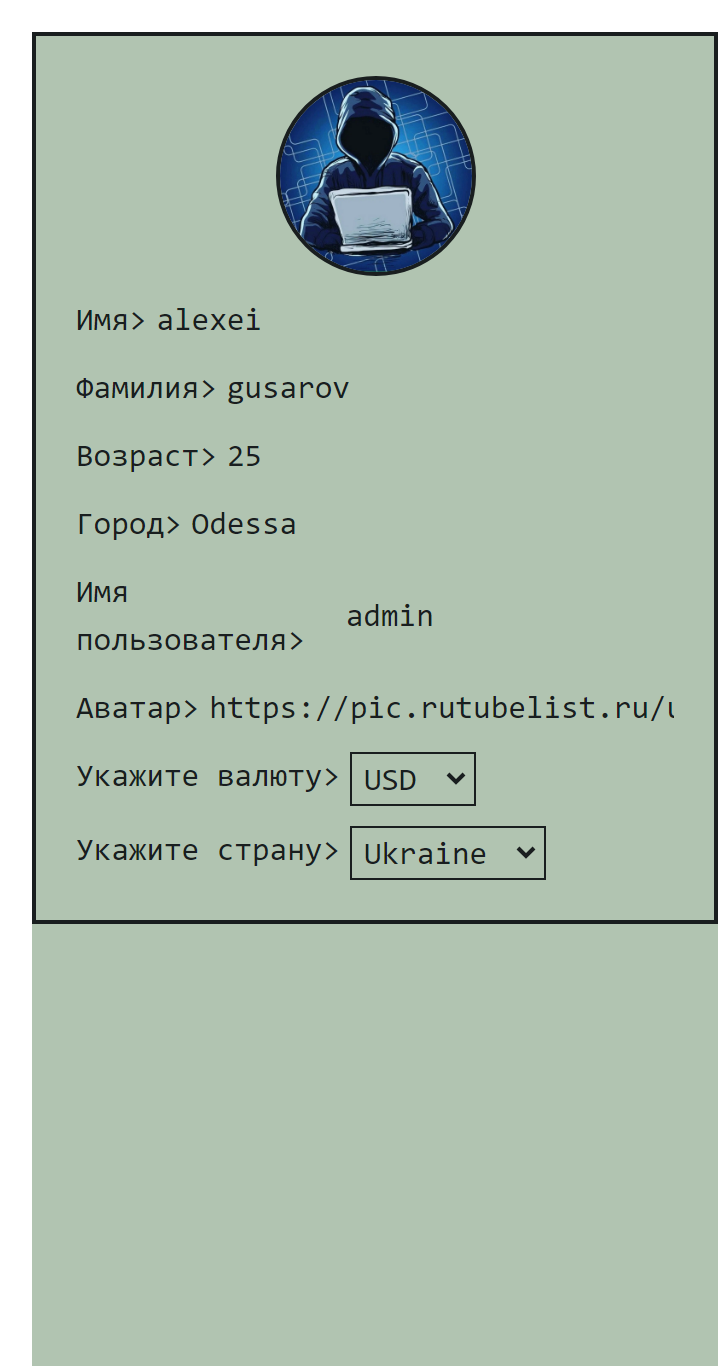 Имя> alexei
Фамилия> gusarov
Возраст> 25
Город> Odessa
Имя
пользователя> admin
Аватар> https://pic.rutubelist.ru/
Укажите валюту> USD
Укажите страну> Ukraine